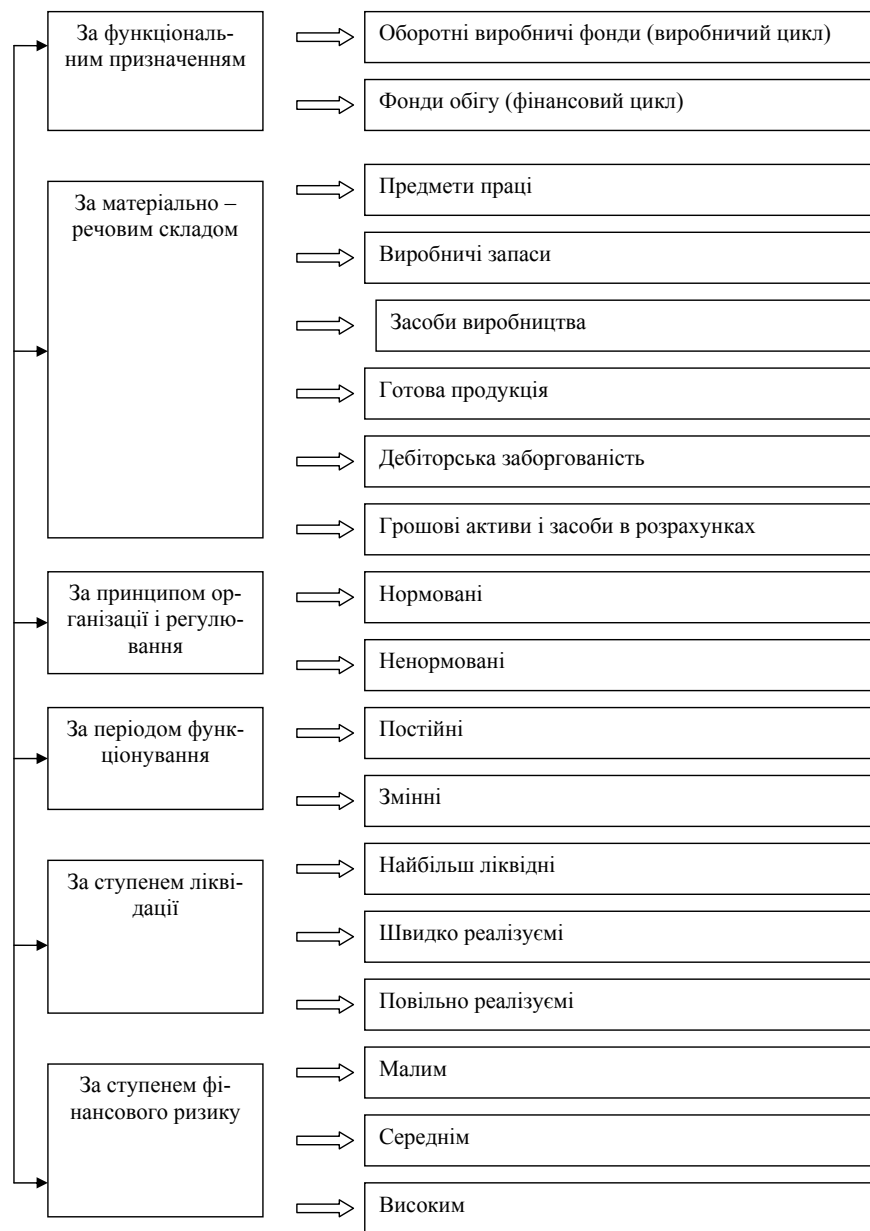 За функціональ-
ним призначенням
Оборотні виробничі фонди (виробничий цикл)
Фонди обігу (фінансовий цикл)
За матеріально –
речовим складом
Предмети праці
Виробничі запаси
Засоби виробництва
Готова продукція
Дебіторська заборгованість
Грошові активи і засоби в розрахунках
За принципом ор-
ганізації і регулю-
вання
Нормовані
Ненормовані
За періодом функ-
ціонування
Постійні
Змінні
За ступенем лікві-
дації
Найбільш ліквідні
Швидко реалізуємі
Повільно реалізуємі
За ступенем фі-
нансового ризику
Малим
Середнім
Високим